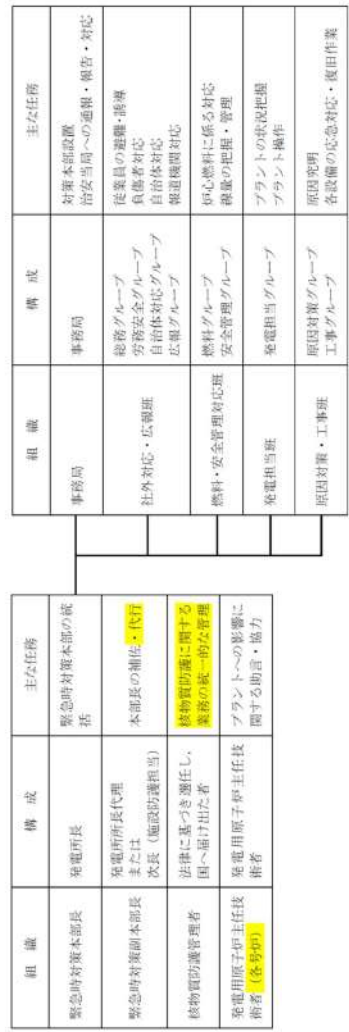 組　織
構　成
主な任務
緊急時対策本部長
発電所長
緊急時対策本部の統
括
緊急時対策副本部長
発電所所長代理
または
次長（施設防護担当）
本部長の補佐・代行
核物質防護管理者
法律に基づき選任し、
国へ届け出た者
核物質防護に関する
業務の統一的な管理
発電用原子炉主任技
術者（各号炉）
発電用原子炉主任技
術者
プラントへの影響に
関する助言・協力
組　織
構　成
主な任務
事務局
事務局
対策本部設置
治安当局への通報・報告・対応
社外対応・広報班
総務グループ
労務安全グループ
自治体対応グループ
広報グループ
従業員の避難・誘導
負傷者対応
自治体対応
報道機関対応
燃料・安全管理対応班
燃料グループ
安全管理グループ
炉心燃料に係る対応
線量の把握・管理
発電担当班
発電担当グループ
プラントの状況把握
プラント操作
原因対策・工事班
原因対策グループ
工事グループ
原因究明
各設備の応急対応・復旧作業